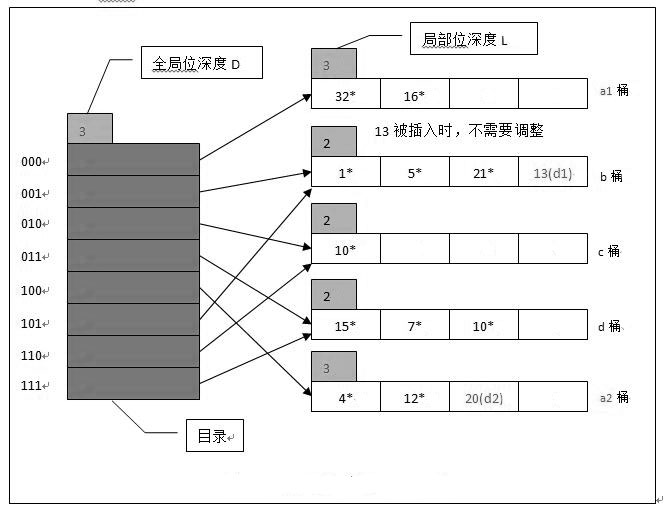 局部位深度 L
全局位深度 D
3
32* 16* a1 桶
3
13 被插入时，不需要调整
2
000
1* 5* 21* 13(d1) b 桶
001
2
010
10* c 桶
011
2
100
15* 7* 10* d 桶
101
110
3
111
4* 12* 20(d2) a2 桶
目录